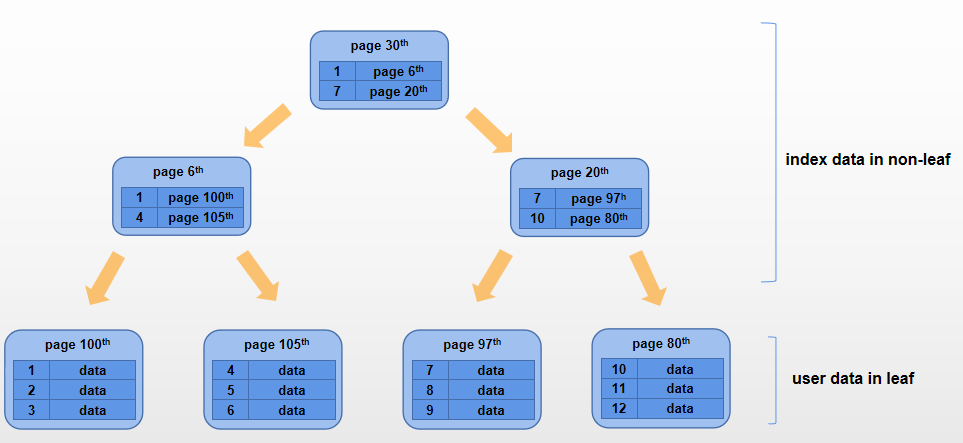 page 30th
1 page 6th
7 page 20th
index data in non-leaf
page 6th
1 page 100th
4 page 105th
page 20th
7 page 97h
10 page 80th
page 100th
1 data
2 data
3 data
page 105th
4 data
5 data
6 data
page 97th
7 data
8 data
9 data
page 80th
10 data
11 data
12 data
user data in leaf